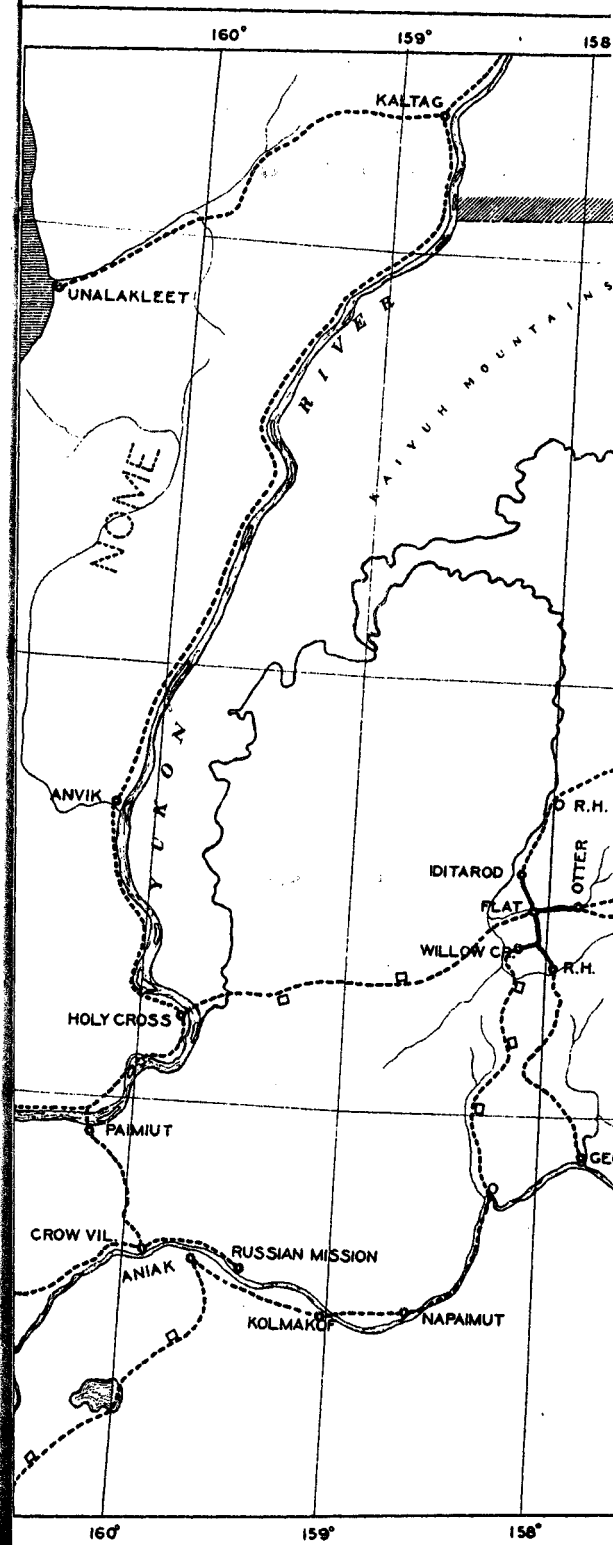 160° 159° 158
KALTAG
UNALAKLEET
RIVER
KAIYUH MOUNTAINS
NOME
YUKON
ANVIK
R.H.
IDITAROD
OTTER
FLAT
WILLOW CR.
R.H.
HOLY CROSS
PAIMIUT
GEO
CROW VIL.
RUSSIAN MISSION
ANIAK
KOLMAKOF
NAPAIMUT
160° 159° 158°